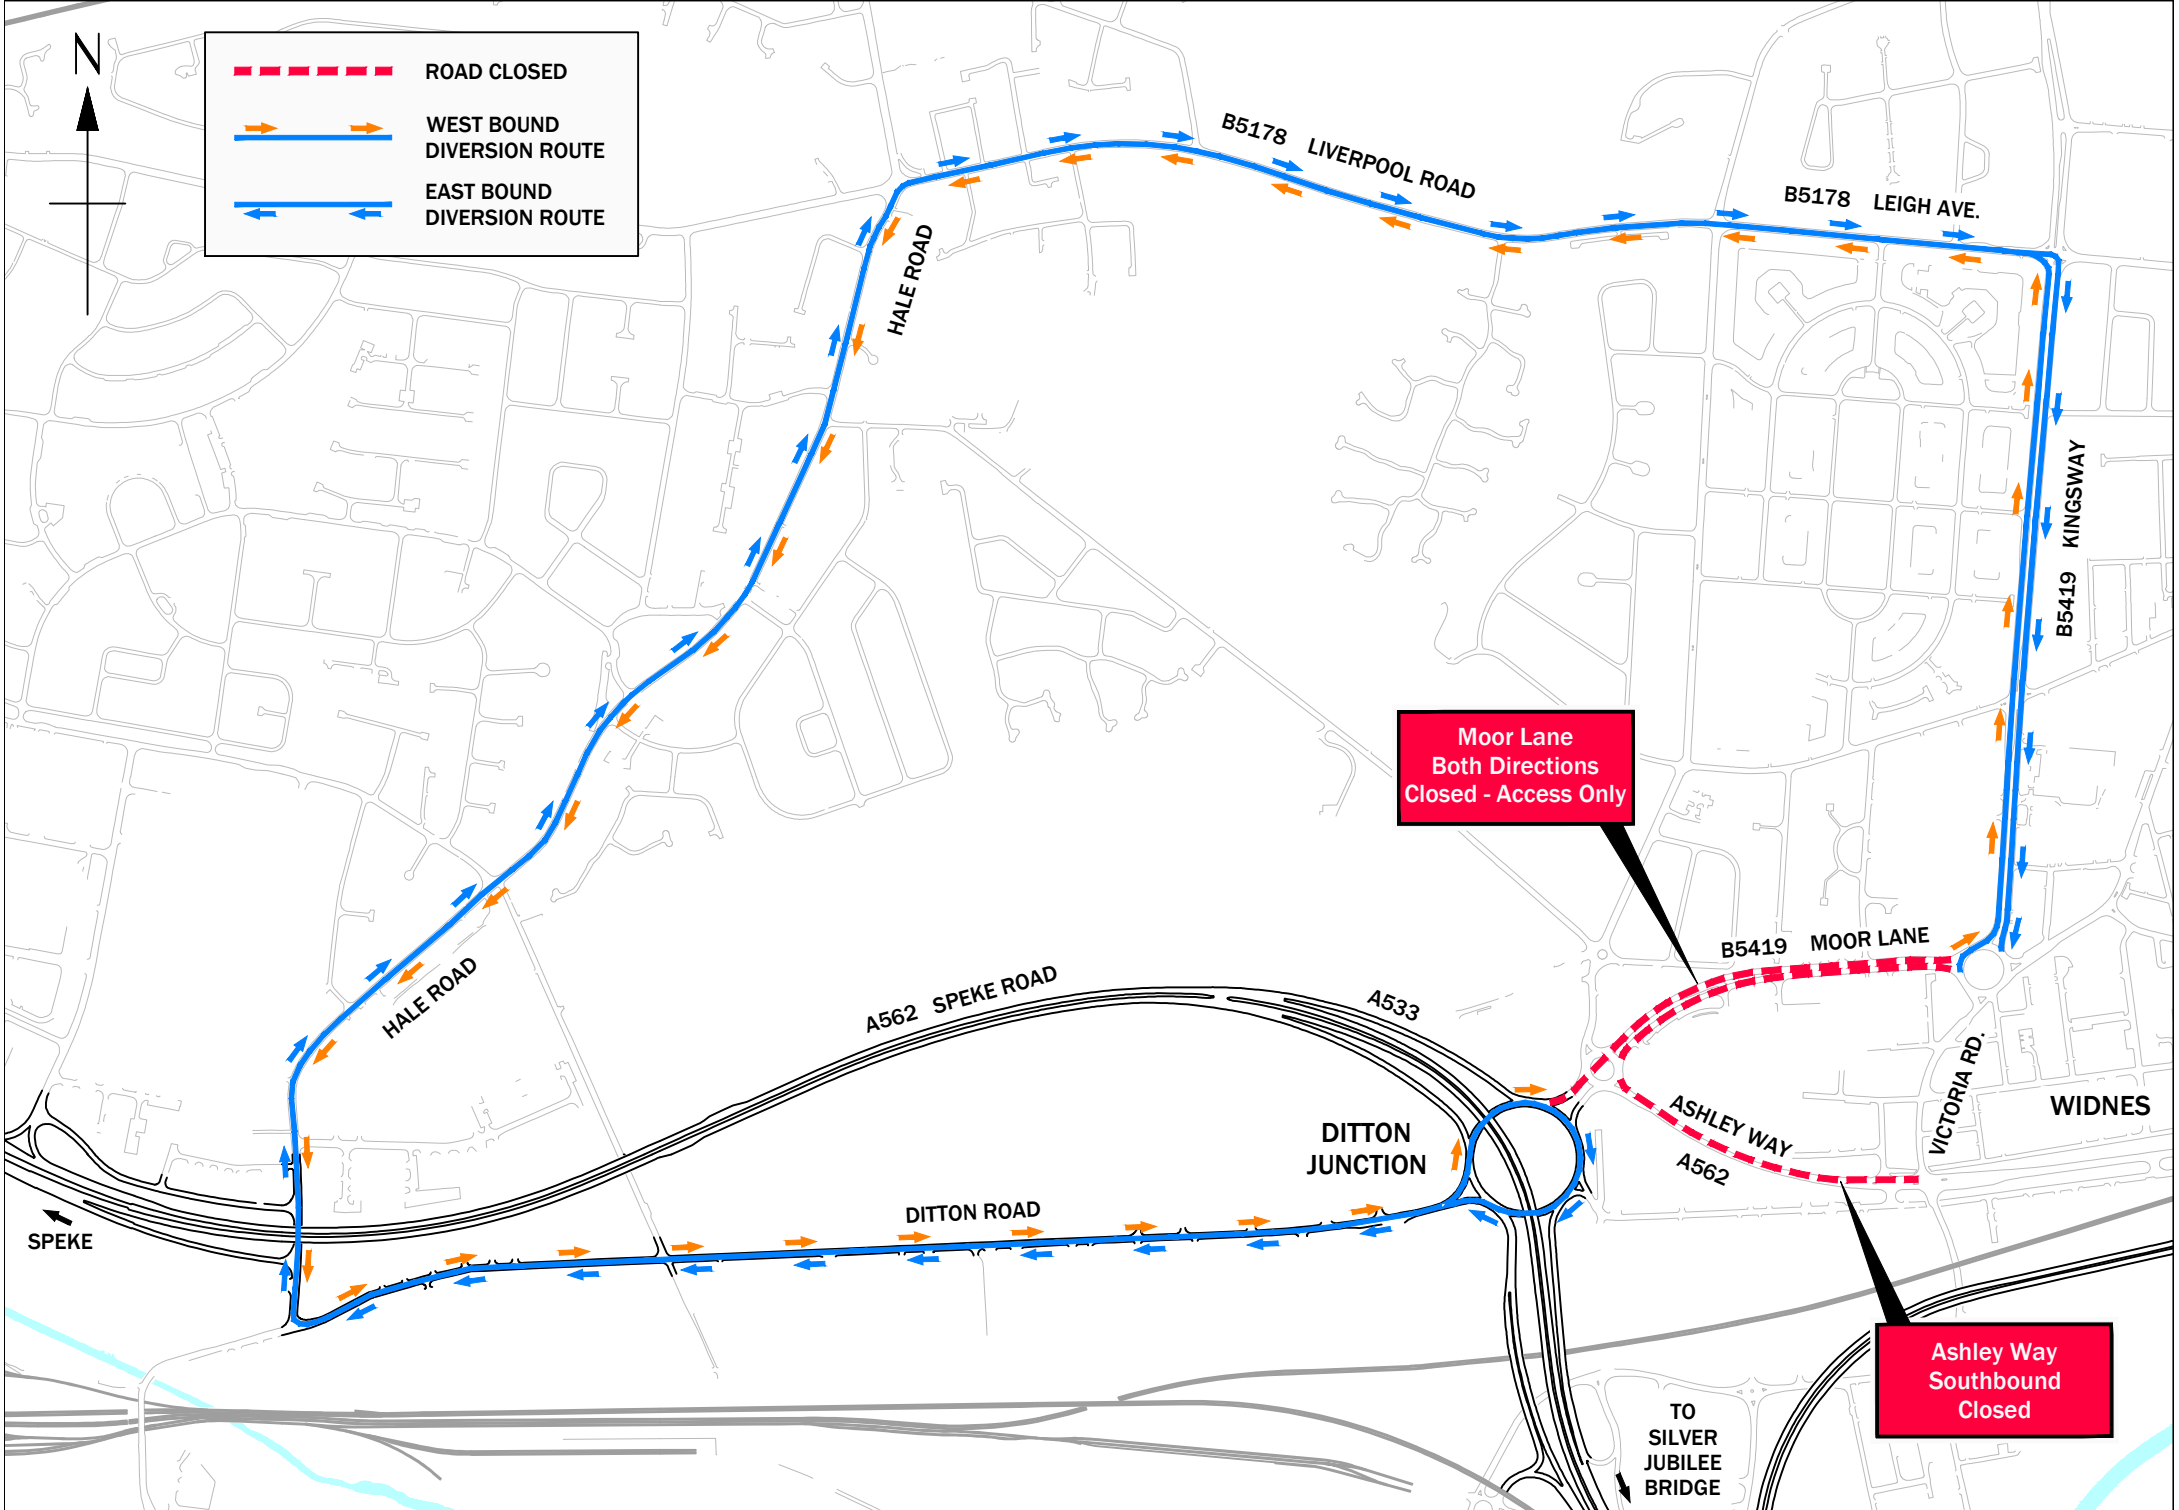 N
ROAD CLOSED
WEST BOUND
DIVERSION ROUTE
EAST BOUND
DIVERSION ROUTE
B5178 LIVERPOOL ROAD
B5178 LEIGH AVE.
HALE ROAD
B5419 KINGSWAY
Moor Lane
Both Directions
Closed - Access Only
B5419 MOOR LANE
HALE ROAD
A562 SPEKE ROAD
A533
VICTORIA RD.
WIDNES
ASHLEY WAY
A562
DITTON
JUNCTION
DITTON ROAD
SPEKE
Ashley Way
Southbound
Closed
TO
SILVER
JUBILEE
BRIDGE